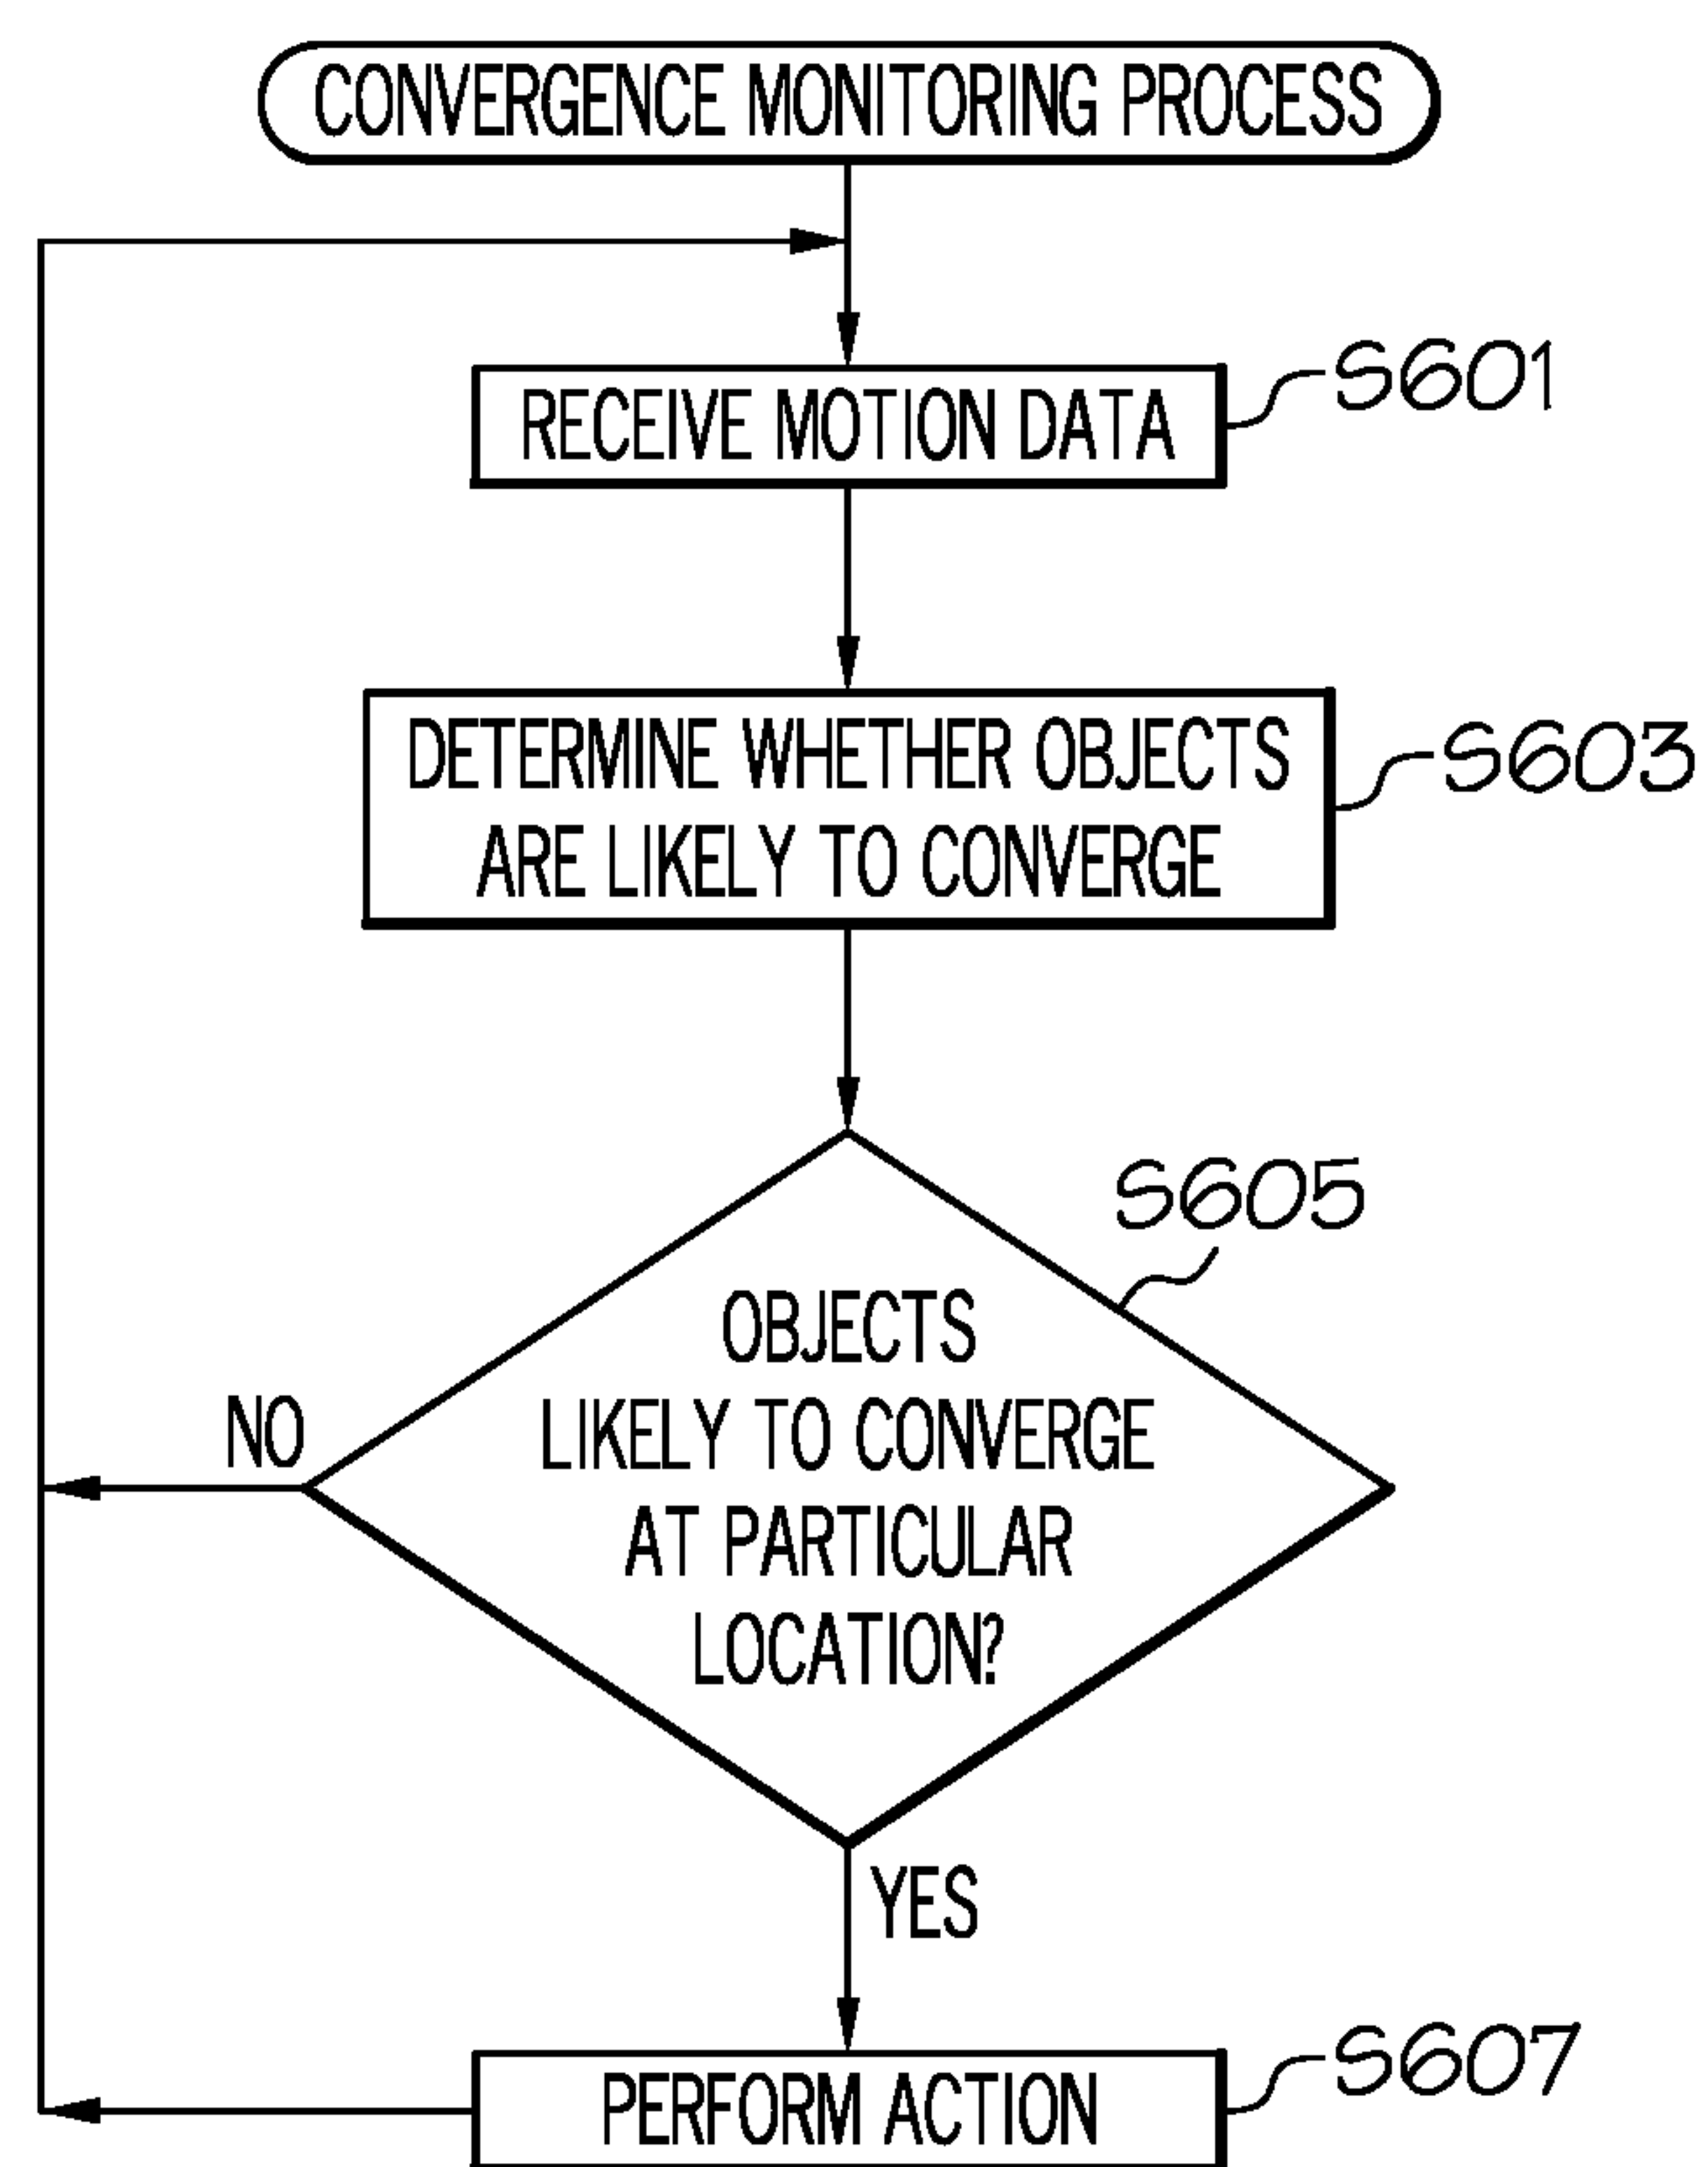 CONVERGENCE MONITORING PROCESS
RECEIVE MOTION DATA
S601
DETERMINE WHETHER OBJECTS
ARE LIKELY TO CONVERGE
S603
S605
OBJECTS
LIKELY TO CONVERGE
AT PARTICULAR
LOCATION?
NO
YES
PERFORM ACTION
S607